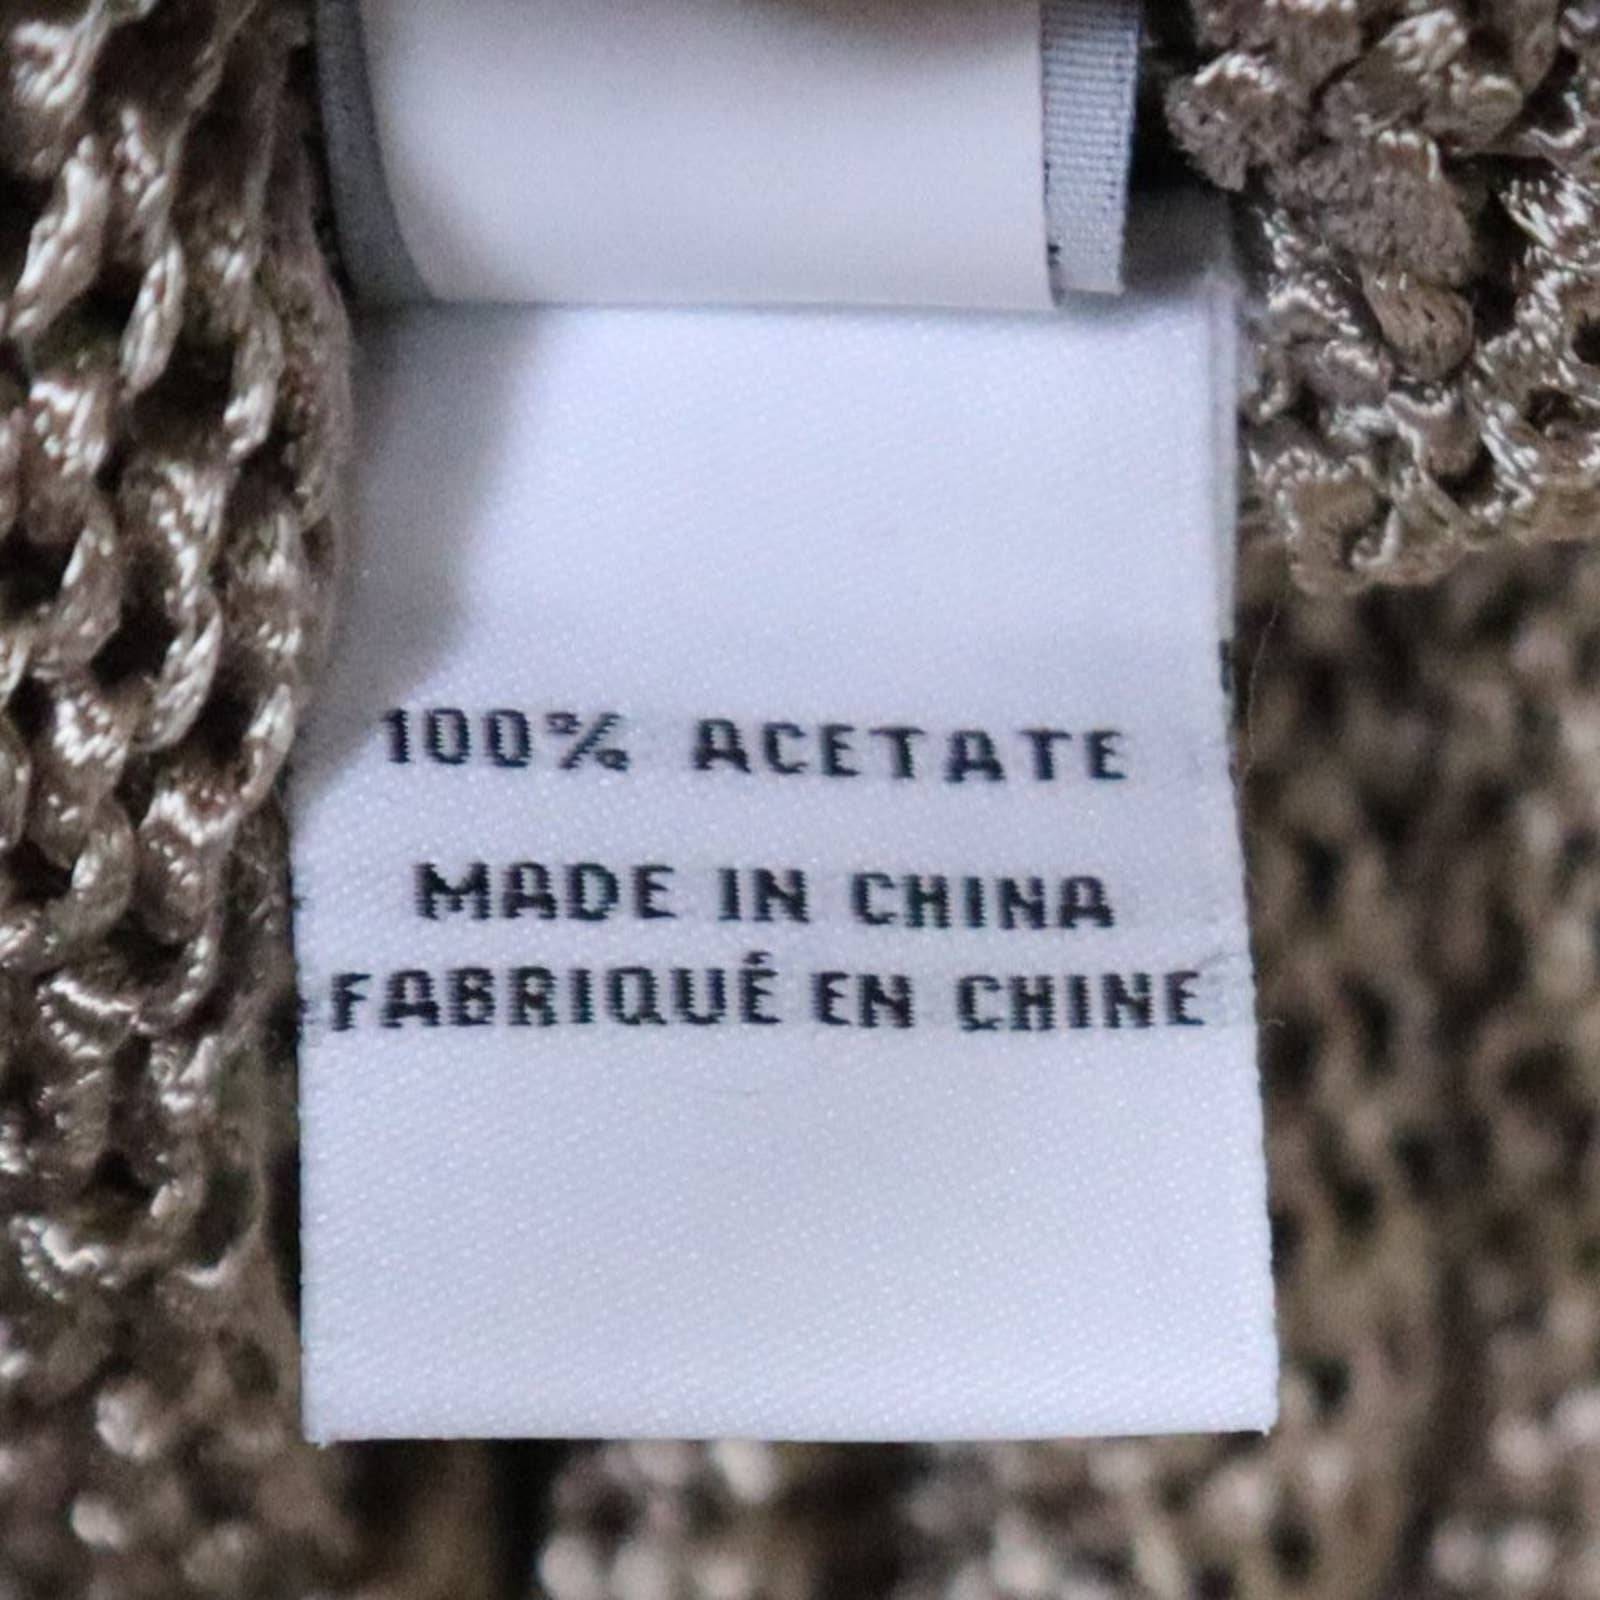 100% ACETATE
MADE IN CHINA
FABRIQUÉ EN CHINE